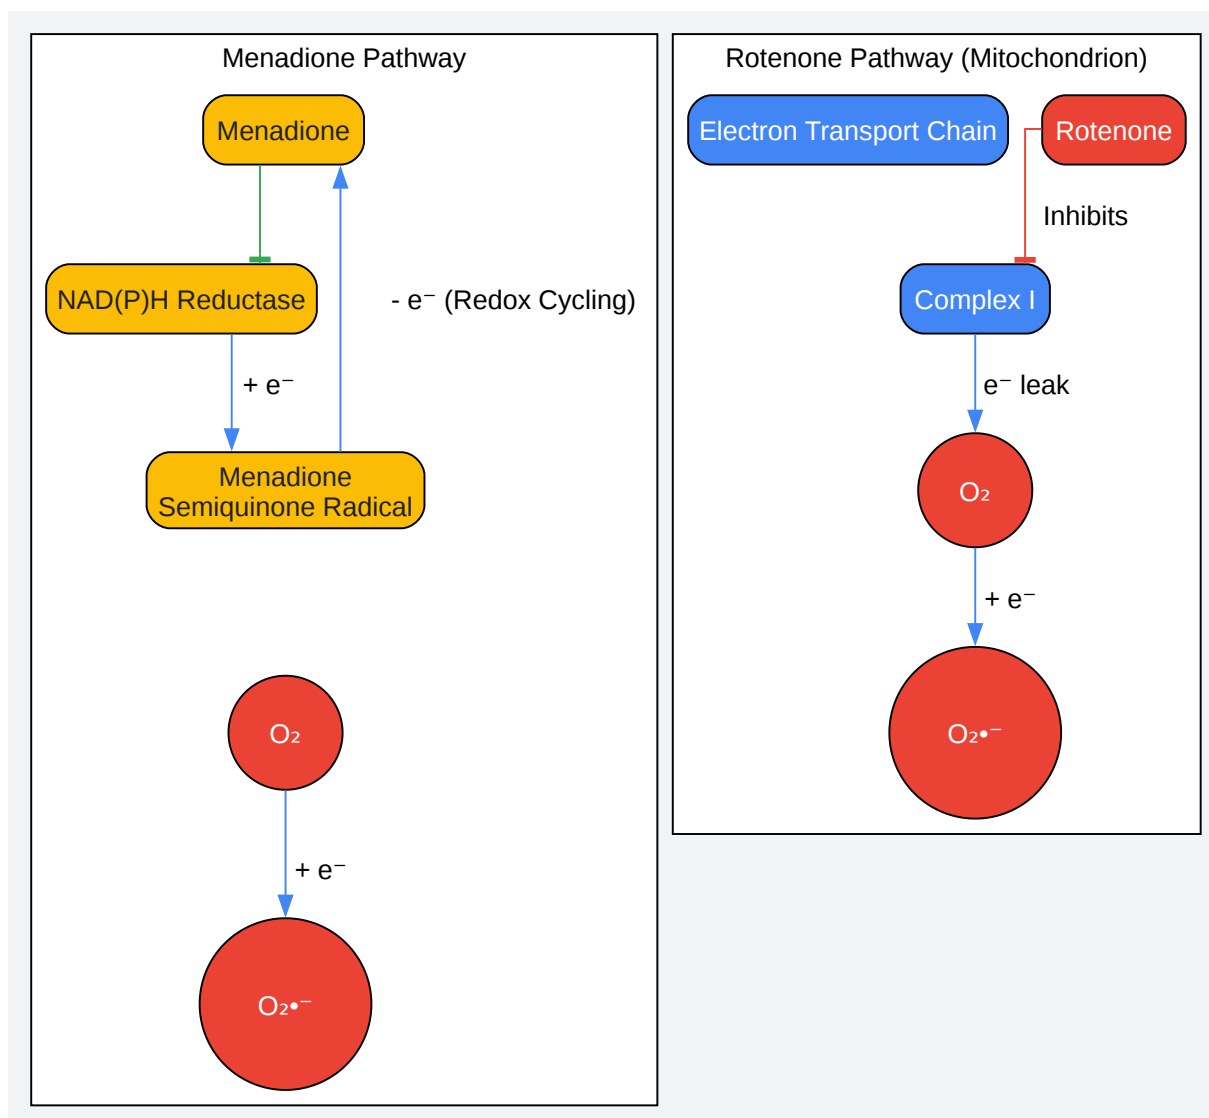 Menadione Pathway
Menadione
NAD(P)H Reductase
- e⁻ (Redox Cycling)
+ e⁻
Menadione
Semiquinone Radical
O₂
+ e⁻
O₂•⁻
Rotenone Pathway (Mitochondrion)
Electron Transport Chain
Rotenone
Inhibits
Complex I
e⁻ leak
O₂
+ e⁻
O₂•⁻